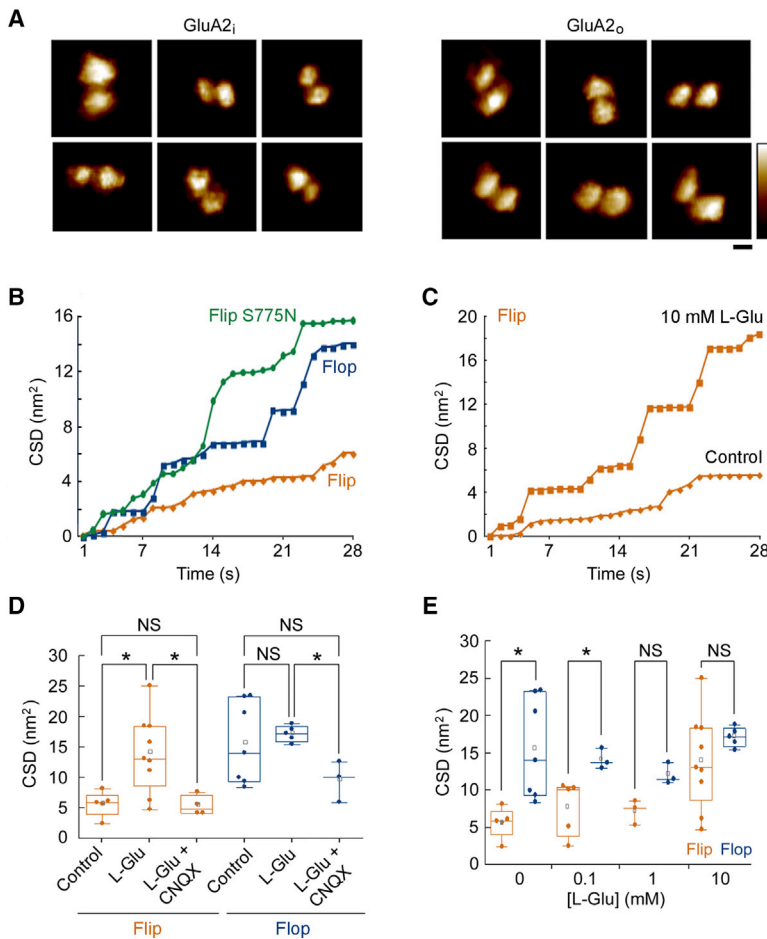 A
GluA2i
GluA2o
B
16
12
8
4
0
CSD (nm²)
Flip S775N
Flop
Flip
1
7
14
21
28
Time (s)
C
20
16
12
8
4
0
CSD (nm²)
Flip
10 mM L-Glu
Control
1
7
14
21
28
Time (s)
D
NS
NS
*
*
NS
*
30
25
20
15
10
5
0
CSD (nm²)
Control
L-Glu
L-Glu +
CNQX
Control
L-Glu
L-Glu +
CNQX
Flip
Flop
E
*
*
NS
NS
30
25
20
15
10
5
0
CSD (nm²)
Flip Flop
0
0.1
1
10
[L-Glu] (mM)